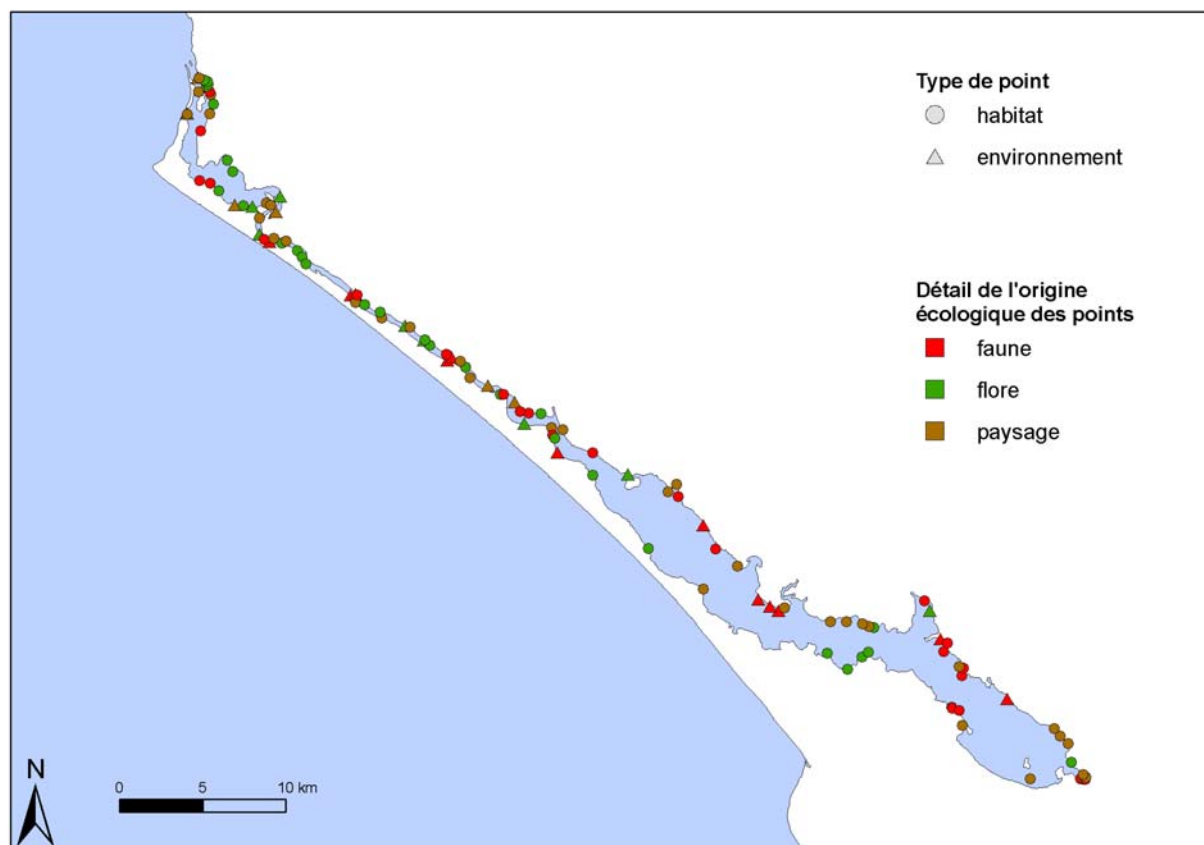 Type de point
habitat
environnement
Détail de l'origine
écologique des points
faune
flore
paysage
N
0 5 10 km